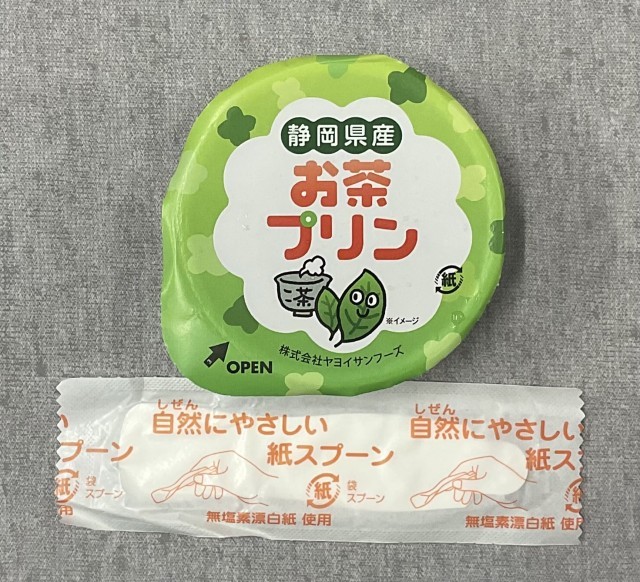 静岡県産
お茶
プリン
茶
紙
※イメージ
株式会社ヤヨイサンフーズ
OPEN
しぜん しぜん
自然にやさしい 自然にやさしい
紙スプーン 紙スプ
紙 袋 スプーン 紙 袋 スプーン 紙
無塩素漂白紙 使用 無塩素漂白紙 使用